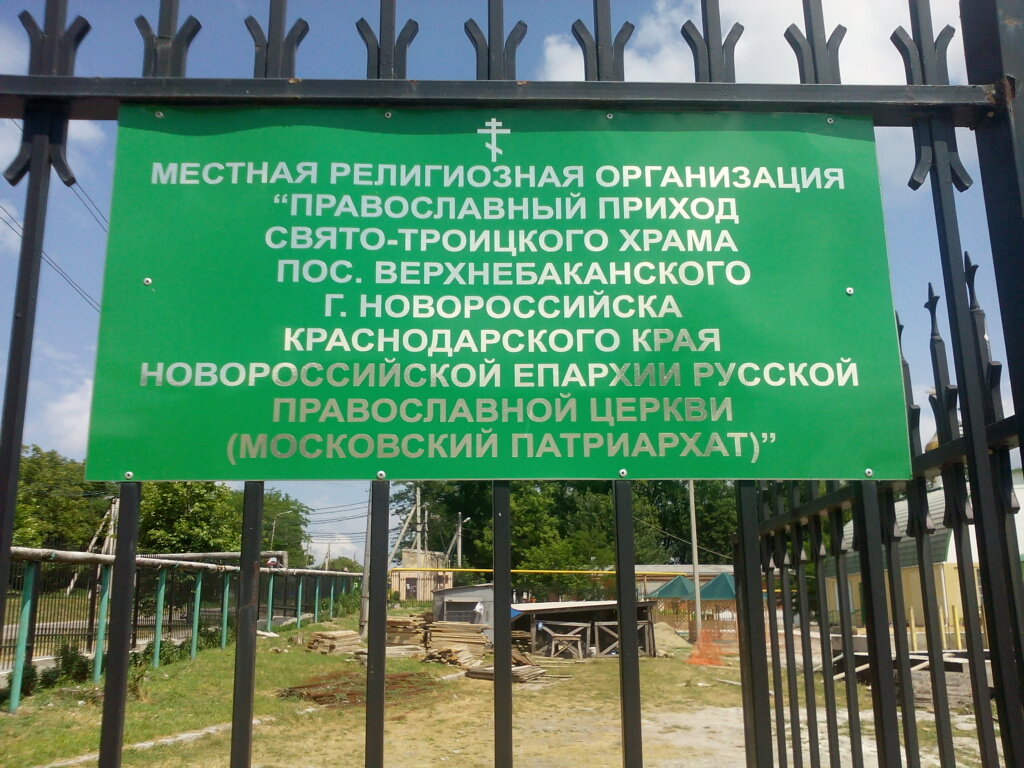 МЕСТНАЯ РЕЛИГИОЗНАЯ ОРГАНИЗАЦИЯ
“ПРАВОСЛАВНЫЙ ПРИХОД
СВЯТО-ТРОИЦКОГО ХРАМА
ПОС. ВЕРХНЕБАКАНСКОГО
Г. НОВОРОССИЙСКА
КРАСНОДАРСКОГО КРАЯ
НОВОРОССИЙСКОЙ ЕПАРХИИ РУССКОЙ
ПРАВОСЛАВНОЙ ЦЕРКВИ
(МОСКОВСКИЙ ПАТРИАРХАТ)”